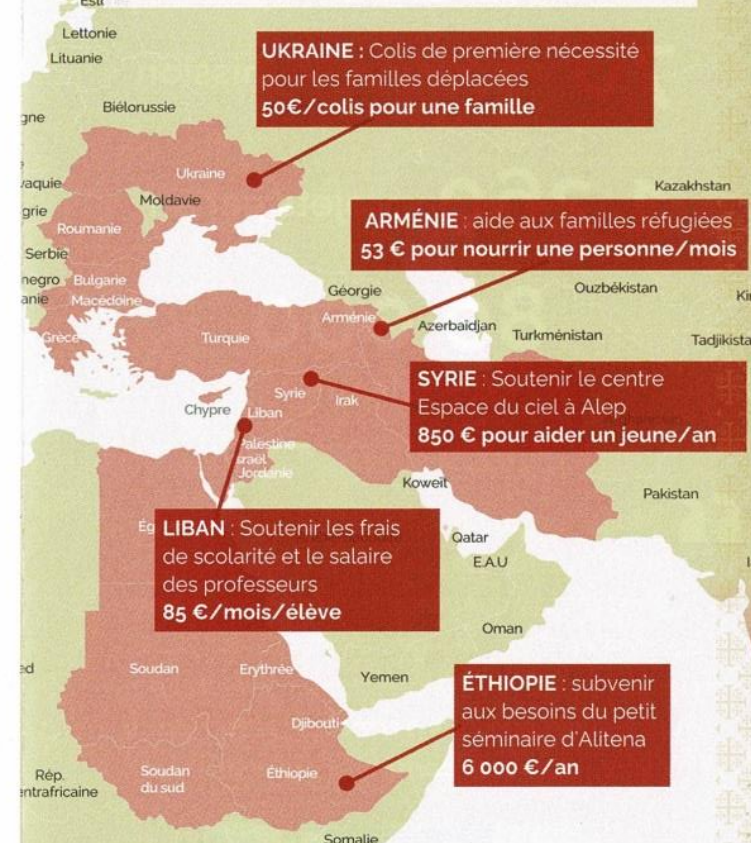 Lettonie
Lituanie
Biélorussie
UKRAINE : Colis de première nécessité
pour les familles déplacées
50€/colis pour une famille
Ukraine
Moldavie
Kazakhstan
Roumanie
ARMÉNIE : aide aux familles réfugiées
53 € pour nourrir une personne/mois
Serbie
Bulgarie
Macédoine
Géorgie
Ouzbékistan
Arménie
Azerbaïdjan
Turkménistan
Grèce
Turquie
SYRIE : Soutenir le centre
Espace du ciel à Alep
850 € pour aider un jeune/an
Syrie
Irak
Chypre
Liban
Palestine
Israël
Jordanie
Koweit
Pakistan
LIBAN : Soutenir les frais
de scolarité et le salaire
des professeurs
85 €/mois/élève
Qatar
E.A.U
Oman
Soudan
Erythrée
Yemen
ÉTHIOPIE : subvenir
aux besoins du petit
séminaire d'Alitena
6 000 €/an
Djibouti
Rép.
Soudan
du sud
Éthiopie
Somalie